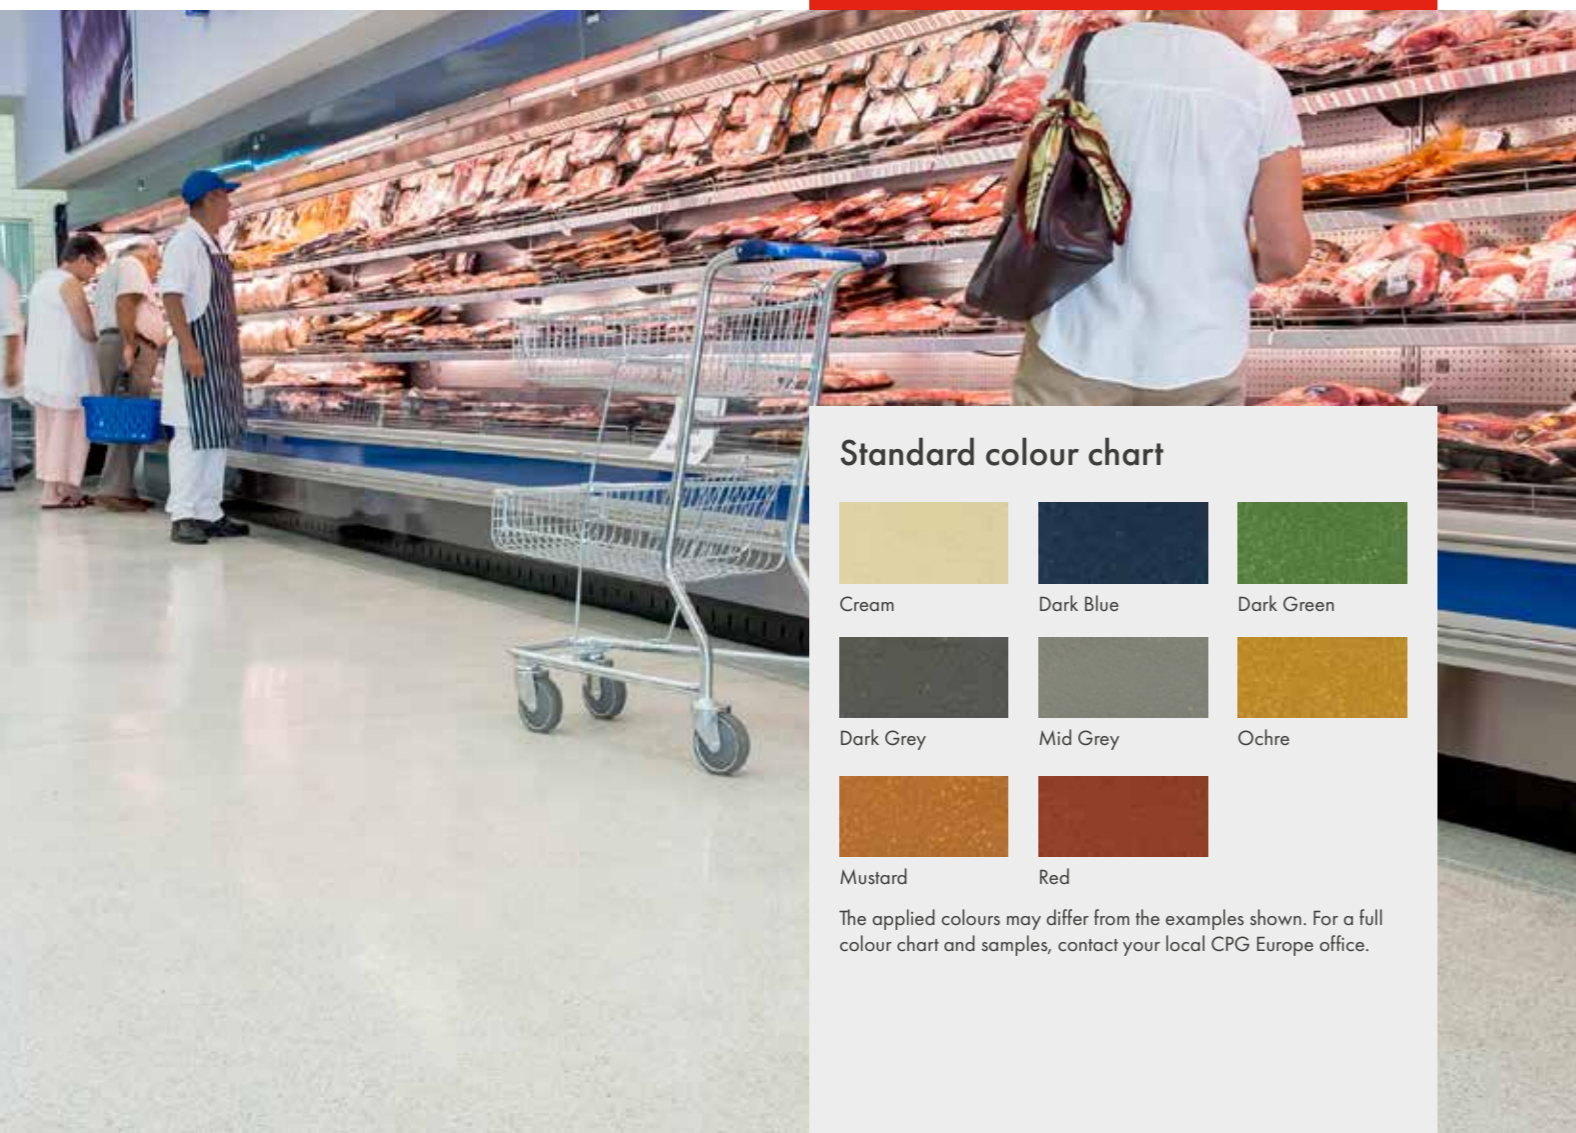 Standard colour chart
Cream
Dark Blue
Dark Green
Dark Grey
Mid Grey
Ochre
Mustard
Red
The applied colours may differ from the examples shown. For a full
colour chart and samples, contact your local CPG Europe office.